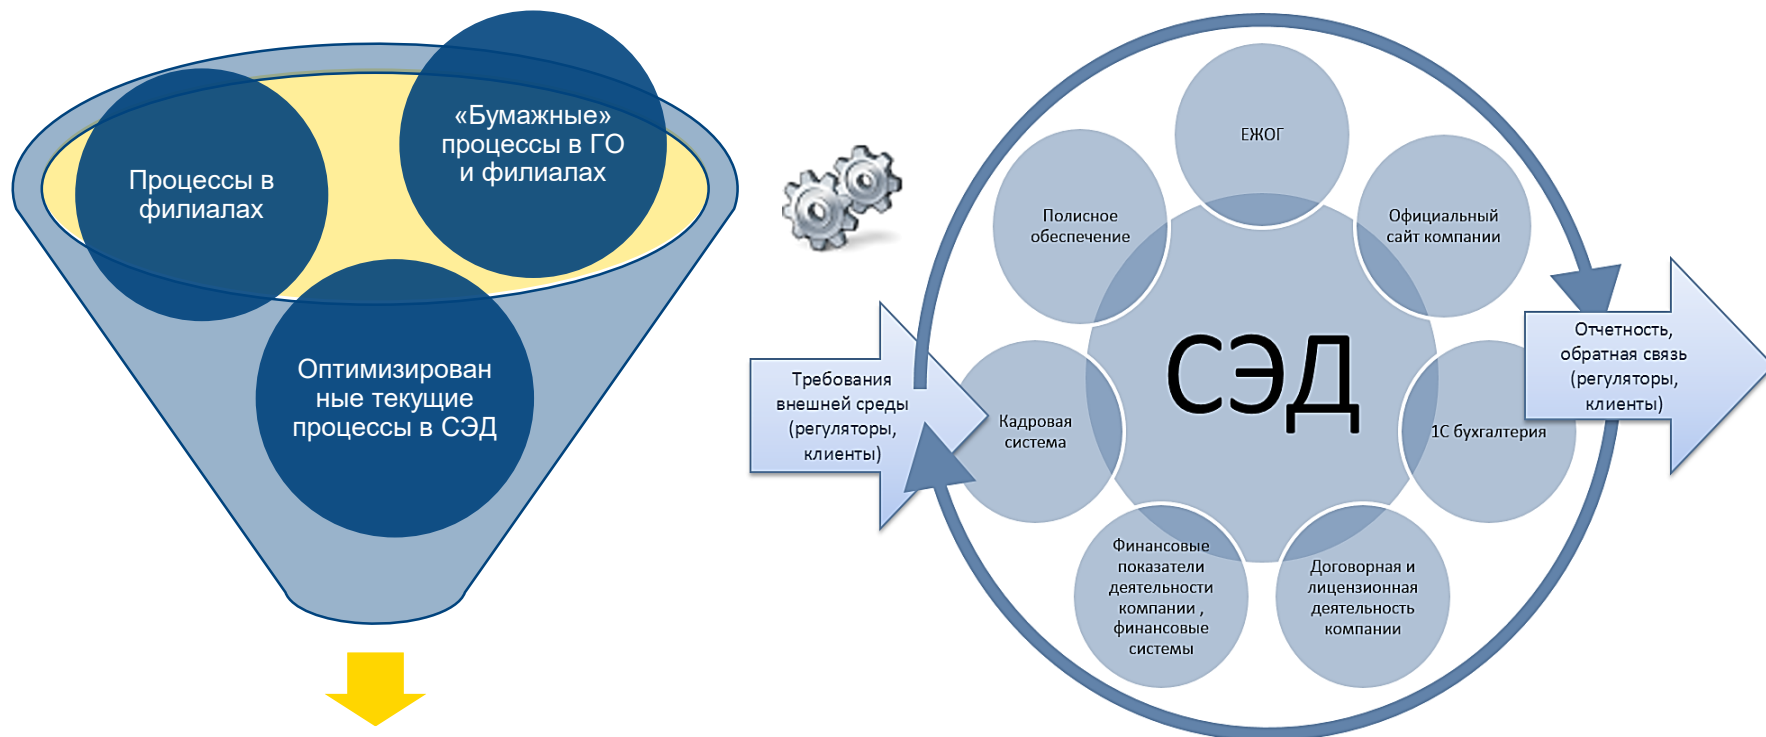 «Бумажные»
процессы в ГО
и филиалах
Процессы в
филиалах
Оптимизирован
ные текущие
процессы в СЭД
ЕЖОГ
Полисное
обеспечение
Официальный
сайт компании
СЭД
Требования
внешней среды
(регуляторы,
клиенты)
Отчетность,
обратная связь
(регуляторы,
клиенты)
Кадровая
система
1С бухгалтерия
Финансовые
показатели
деятельности
компании ,
финансовые
системы
Договорная и
лицензионная
деятельность
компании